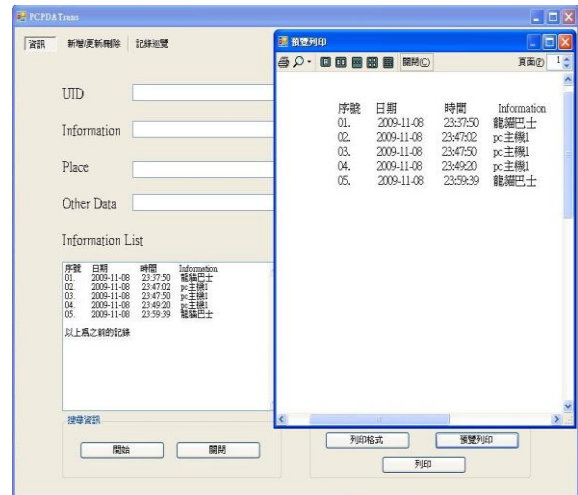 PCPDATrans
資訊 新增/更新/刪除 記錄巡覽
UID
Information
Place
Other Data
Information List
序號 日期 時間 Information
01. 2009-11-08 23:37:50 龍貓巴士
02. 2009-11-08 23:47:02 pc主機1
03. 2009-11-08 23:47:50 pc主機1
04. 2009-11-08 23:49:20 pc主機1
05. 2009-11-08 23:59:39 龍貓巴士
以上為之前的記錄
搜尋資訊
開始 關閉
預覽列印
關閉(C) 頁面(P) 1
序號 日期 時間 Information
01. 2009-11-08 23:37:50 龍貓巴士
02. 2009-11-08 23:47:02 pc主機1
03. 2009-11-08 23:47:50 pc主機1
04. 2009-11-08 23:49:20 pc主機1
05. 2009-11-08 23:59:39 龍貓巴士
列印格式 預覽列印
列印